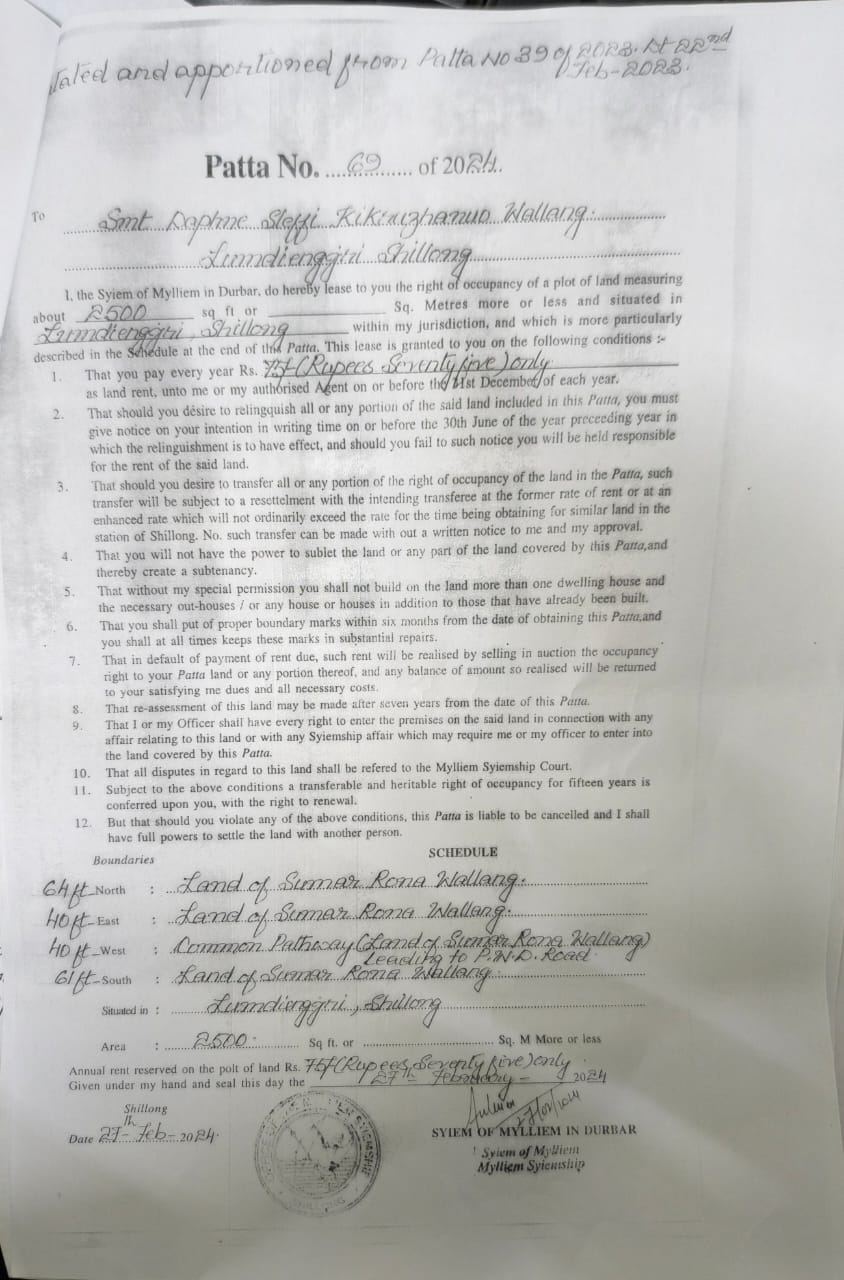 and apportioned from Patta No 39 of 2023. Dt 22nd
Feb-2023.
Patta No. ....69...... of 2024.
To
Smt Daphne Steffi Wallang.
Lumdiengjri Shillong
I, the Syiem of Mylliem in Durbar, do hereby lease to you the right of occupancy of a plot of land measuring
about 2500 sq ft or ____________ Sq. Metres more or less and situated in
Lumdiengjri, Shillong within my jurisdiction, and which is more particularly
described in the Schedule at the end of this Patta. This lease is granted to you on the following conditions :-
1. That you pay every year Rs. 75/- (Rupees Seventy five) only
as land rent, unto me or my authorised Agent on or before the 31st December of each year.
2. That should you désire to relingquish all or any portion of the said land included in this Patta, you must
give notice on your intention in writing time on or before the 30th June of the year preceeding year in
which the relinguishment is to have effect, and should you fail to such notice you will be held responsible
for the rent of the said land.
3. That should you desire to transfer all or any portion of the right of occupancy of the land in the Patta, such
transfer will be subject to a resettelment with the intending transferee at the former rate of rent or at an
enhanced rate which will not ordinarily exceed the rate for the time being obtaining for similar land in the
station of Shillong. No. such transfer can be made with out a written notice to me and my approval.
4. That you will not have the power to sublet the land or any part of the land covered by this Patta,and
thereby create a subtenancy.
5. That without my special permission you shall not build on the land more than one dwelling house and
the necessary out-houses / or any house or houses in addition to those that have already been built.
6. That you shall put of proper boundary marks within six months from the date of obtaining this Patta,and
you shall at all times keeps these marks in substantial repairs.
7. That in default of payment of rent due, such rent will be realised by selling in auction the occupancy
right to your Patta land or any portion thereof, and any balance of amount so realised will be returned
to your satisfying me dues and all necessary costs.
8. That re-assessment of this land may be made after seven years from the date of this Patta.
9. That I or my Officer shall have every right to enter the premises on the said land in connection with any
affair relating to this land or with any Syiemship affair which may require me or my officer to enter into
the land covered by this Patta.
10. That all disputes in regard to this land shall be refered to the Mylliem Syiemship Court.
11. Subject to the above conditions a transferable and heritable right of occupancy for fifteen years is
conferred upon you, with the right to renewal.
12. But that should you violate any of the above conditions, this Patta is liable to be cancelled and I shall
have full powers to settle the land with another person.
SCHEDULE
Boundaries
64 ft North : Land of Sumar Rona Wallang.
40 ft- East : Land of Sumar Rona Wallang.
40 ft - West : Common Pathway (Land of Sumar Rona Wallang)
Leading to P.W.D. Road.
61 ft - South : Land of Sumar Rona Wallang.
Situated in : Lumdiengjri, Shillong
Area : 2500 Sq ft. or .................. Sq. M More or less
Annual rent reserved on the polt of land Rs. 75/- (Rupees Seventy five) only.
Given under my hand and seal this day the 27th February - 2024
Shillong
Date 27th- Feb - 2024.
SYIEM OF MYLLIEM IN DURBAR
Syiem of Mylliem
Mylliem Syiemship